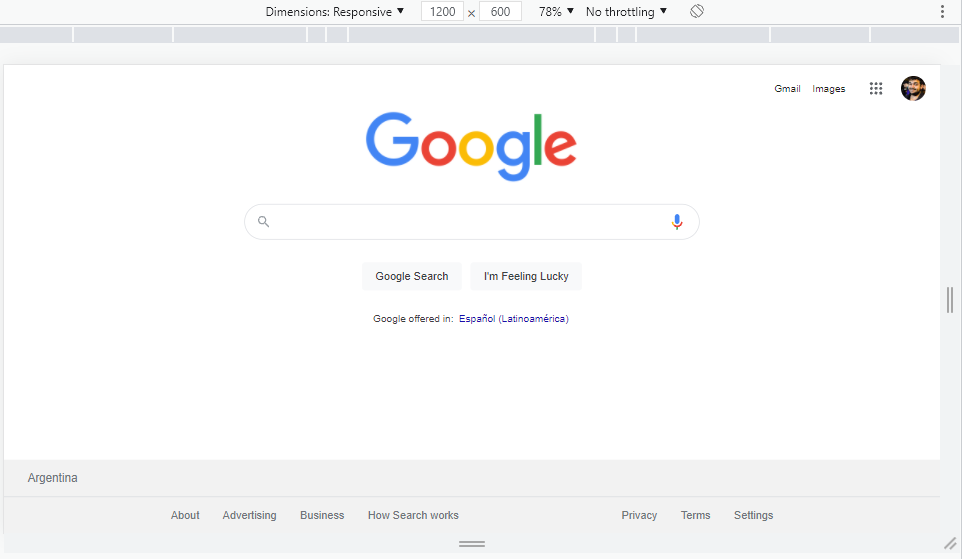 Dimensions: Responsive 1200 x 600 78% No throttling
Gmail Images
Google
Google Search I'm Feeling Lucky
Google offered in: Español (Latinoamérica)
Argentina
About Advertising Business How Search works Privacy Terms Settings